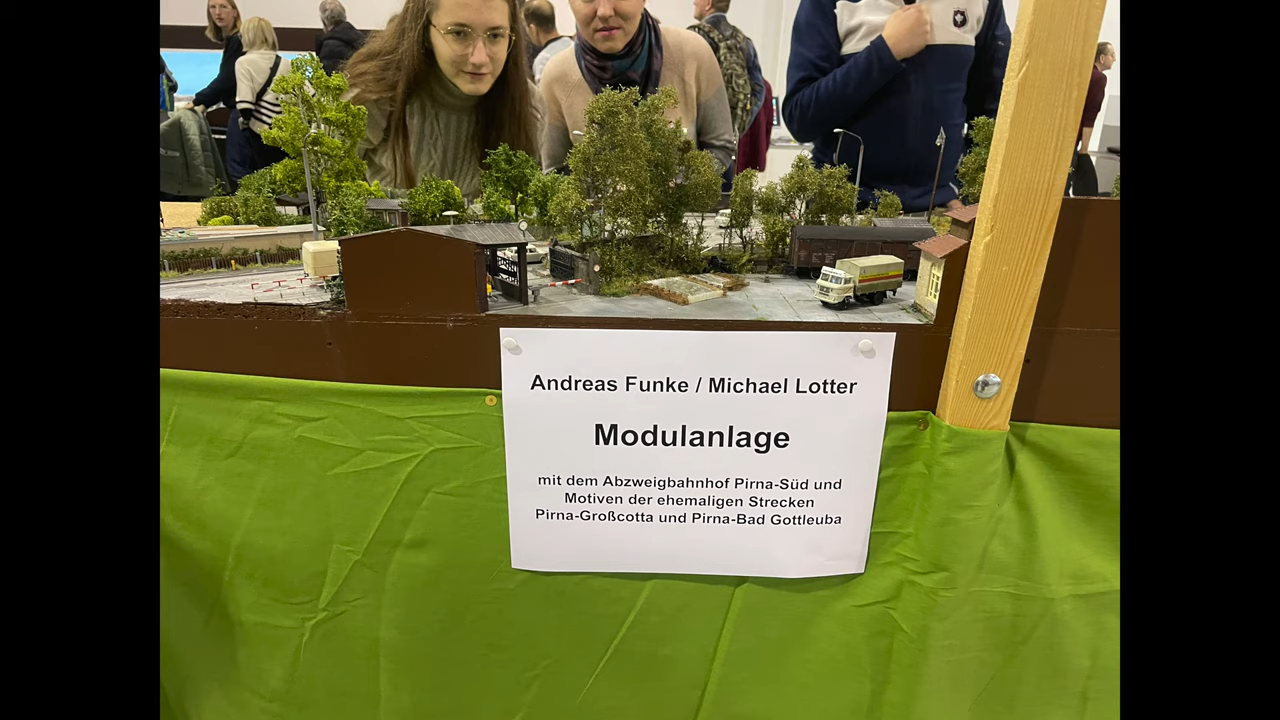 Andreas Funke / Michael Lotter
Modulanlage
mit dem Abzweigbahnhof Pirna-Süd und
Motiven der ehemaligen Strecken
Pirna-Großcotta und Pirna-Bad Gottleuba